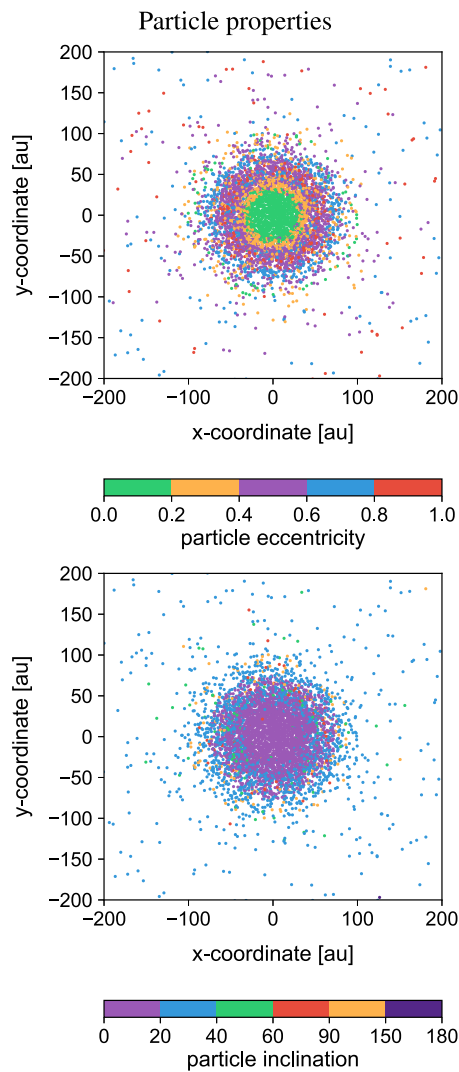 Particle properties
200
150
100
50
0
−50
−100
−150
−200
y-coordinate [au]
−200 −100 0 100 200
x-coordinate [au]
0.0 0.2 0.4 0.6 0.8 1.0
particle eccentricity
200
150
100
50
0
−50
−100
−150
−200
y-coordinate [au]
−200 −100 0 100 200
x-coordinate [au]
0 20 40 60 90 150 180
particle inclination